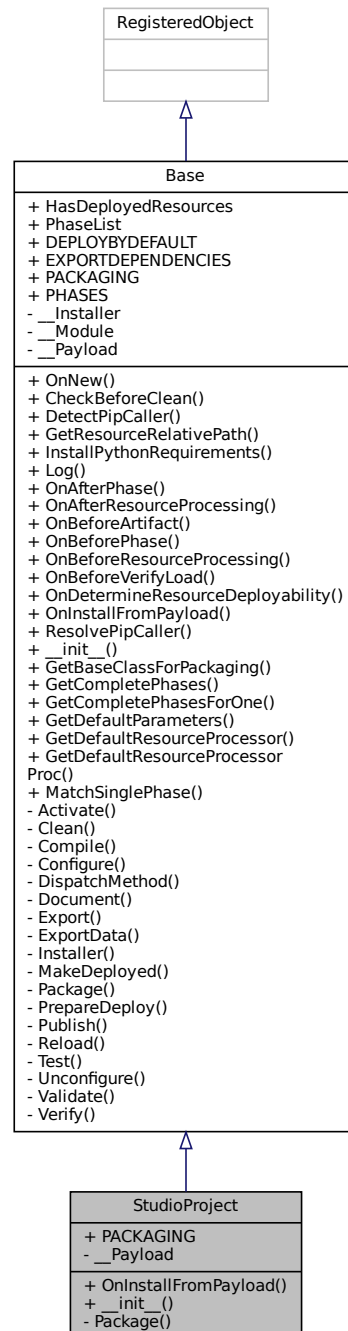 RegisteredObject
Base
+ HasDeployedResources
+ PhaseList
+ DEPLOYBYDEFAULT
+ EXPORTDEPENDENCIES
+ PACKAGING
+ PHASES
- __Installer
- __Module
- __Payload
+ OnNew()
+ CheckBeforeClean()
+ DetectPipCaller()
+ GetResourceRelativePath()
+ InstallPythonRequirements()
+ Log()
+ OnAfterPhase()
+ OnAfterResourceProcessing()
+ OnBeforeArtifact()
+ OnBeforePhase()
+ OnBeforeResourceProcessing()
+ OnBeforeVerifyLoad()
+ OnDetermineResourceDeployability()
+ OnInstallFromPayload()
+ ResolvePipCaller()
+ __init__()
+ GetBaseClassForPackaging()
+ GetCompletePhases()
+ GetCompletePhasesForOne()
+ GetDefaultParameters()
+ GetDefaultResourceProcessor()
+ GetDefaultResourceProcessor
Proc()
+ MatchSinglePhase()
- Activate()
- Clean()
- Compile()
- Configure()
- DispatchMethod()
- Document()
- Export()
- ExportData()
- Installer()
- MakeDeployed()
- Package()
- PrepareDeploy()
- Publish()
- Reload()
- Test()
- Unconfigure()
- Validate()
- Verify()
StudioProject
+ PACKAGING
- __Payload
+ OnInstallFromPayload()
+ __init__()
- Package()